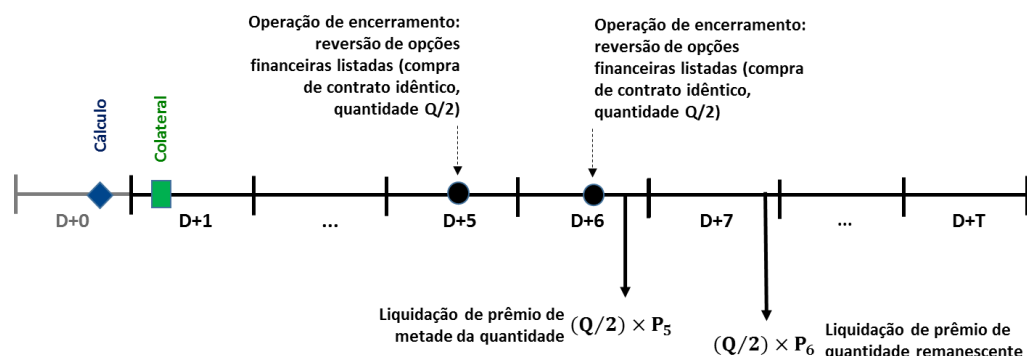 Operação de encerramento:
reversão de opções
financeiras listadas (compra
de contrato idêntico,
quantidade Q/2)
Operação de encerramento:
reversão de opções
financeiras listadas (compra
de contrato idêntico,
quantidade Q/2)
Cálculo
Colateral
D+0
D+1
...
D+5
D+6
D+7
...
D+T
Liquidação de prêmio de
metade da quantidade
(Q/2) × P₅
(Q/2) × P₆
Liquidação de prêmio de
quantidade remanescente